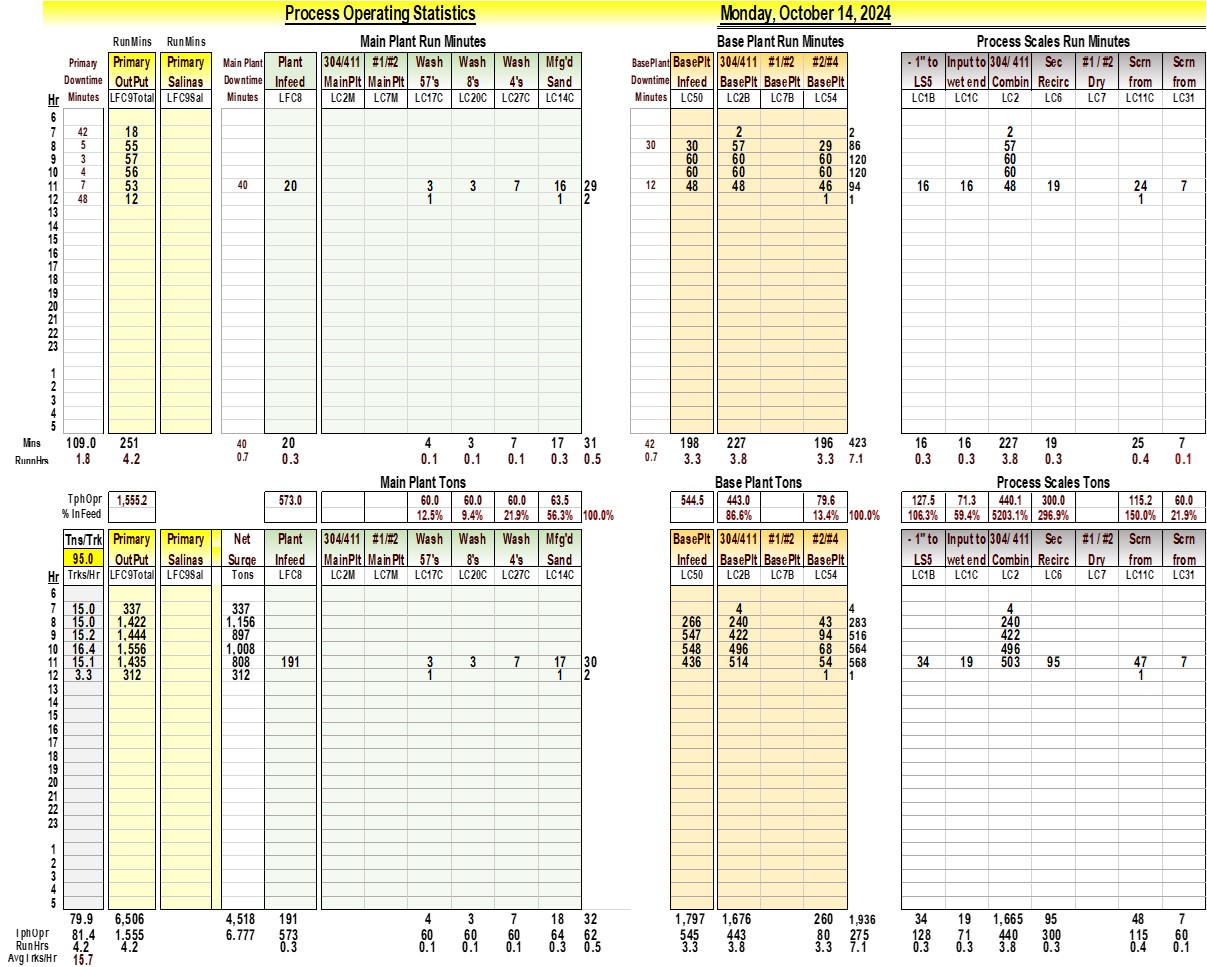 Process Operating Statistics Monday, October 14, 2024
RunMins RunMins Main Plant Run Minutes Base Plant Run Minutes Process Scales Run Minutes
Primary Primary Primary Main Plant Plant 304/411 #1/#2 Wash Wash Wash Mfg'd BasePlant BasePlt 304/411 #1/#2 #2/#4 - 1" to Input to 304/ 411 Sec #1 / #2 Scrn Scrn
Downtime OutPut Salinas Downtime Infeed MainPlt MainPlt 57's 8's 4's Sand Downtime Infeed BasePlt BasePlt BasePlt LS5 wet end Combin Recirc Dry from from
Hr Minutes LFC9Total LFC9Sal Minutes LFC8 LC2M LC7M LC17C LC20C LC27C LC14C Minutes LC50 LC2B LC7B LC54 LC1B LC1C LC2 LC6 LC7 LC11C LC31
6
7 42 18 2 2 2
8 5 55 30 30 57 29 86 57
9 3 57 60 60 60 120 60
10 4 56 60 60 60 120 60
11 7 53 40 20 3 3 7 16 29 12 48 48 46 94 16 16 48 19 24 7
12 48 12 1 1 2 1 1 1
13
14
15
16
17
18
19
20
21
22
23
1
2
3
4
5
Mins 109.0 251 40 20 4 3 7 17 31 42 198 227 196 423 16 16 227 19 25 7
RunnHrs 1.8 4.2 0.7 0.3 0.1 0.1 0.1 0.3 0.5 0.7 3.3 3.8 3.3 7.1 0.3 0.3 3.8 0.3 0.4 0.1
Main Plant Tons Base Plant Tons Process Scales Tons
TphOpr 1,555.2 573.0 60.0 60.0 60.0 63.5 544.5 443.0 79.6 127.5 71.3 440.1 300.0 115.2 60.0
% InFeed 12.5% 9.4% 21.9% 56.3% 100.0% 86.6% 13.4% 100.0% 106.3% 59.4% 5203.1% 296.9% 150.0% 21.9%
Tns/Trk Primary Primary Net Plant 304/411 #1/#2 Wash Wash Wash Mfg'd BasePlt 304/411 #1/#2 #2/#4 - 1" to Input to 304/ 411 Sec #1 / #2 Scrn Scrn
95.0 OutPut Salinas Surge Infeed MainPlt MainPlt 57's 8's 4's Sand Infeed BasePlt BasePlt BasePlt LS5 wet end Combin Recirc Dry from from
Hr Trks/Hr LFC9Total LFC9Sal Tons LFC8 LC2M LC7M LC17C LC20C LC27C LC14C LC50 LC2B LC7B LC54 LC1B LC1C LC2 LC6 LC7 LC11C LC31
6
7 15.0 337 337 4 4 4
8 15.0 1,422 1,156 266 240 43 283 240
9 15.2 1,444 897 547 422 94 516 422
10 16.4 1,556 1,008 548 496 68 564 496
11 15.1 1,435 808 191 3 3 7 17 30 436 514 54 568 34 19 503 95 47 7
12 3.3 312 312 1 1 2 1 1 1
13
14
15
16
17
18
19
20
21
22
23
1
2
3
4
5
79.9 6,506 4,518 191 4 3 7 18 32 1,797 1,676 260 1,936 34 19 1,665 95 48 7
TphOpr 81.4 1,555 6.777 573 60 60 60 64 62 545 443 80 275 128 71 440 300 115 60
RunHrs 4.2 4.2 0.3 0.1 0.1 0.1 0.3 0.5 3.3 3.8 3.3 7.1 0.3 0.3 3.8 0.3 0.4 0.1
Avg Trks/Hr 15.7